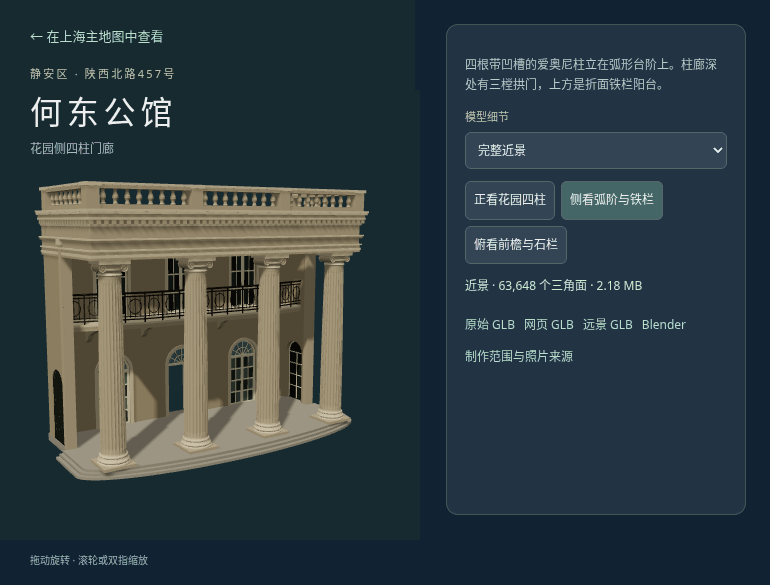 ← 在上海主地图中查看
静安区 · 陕西北路457号
何东公馆
花园侧四柱门廊
四根带凹槽的爱奥尼柱立在弧形台阶上。柱廊深
处有三樘拱门，上方是折面铁栏阳台。
模型细节
完整近景
正看花园四柱 侧看弧阶与铁栏
俯看前檐与石栏
近景 · 63,648 个三角面 · 2.18 MB
原始 GLB 网页 GLB 远景 GLB Blender
制作范围与照片来源
拖动旋转 · 滚轮或双指缩放